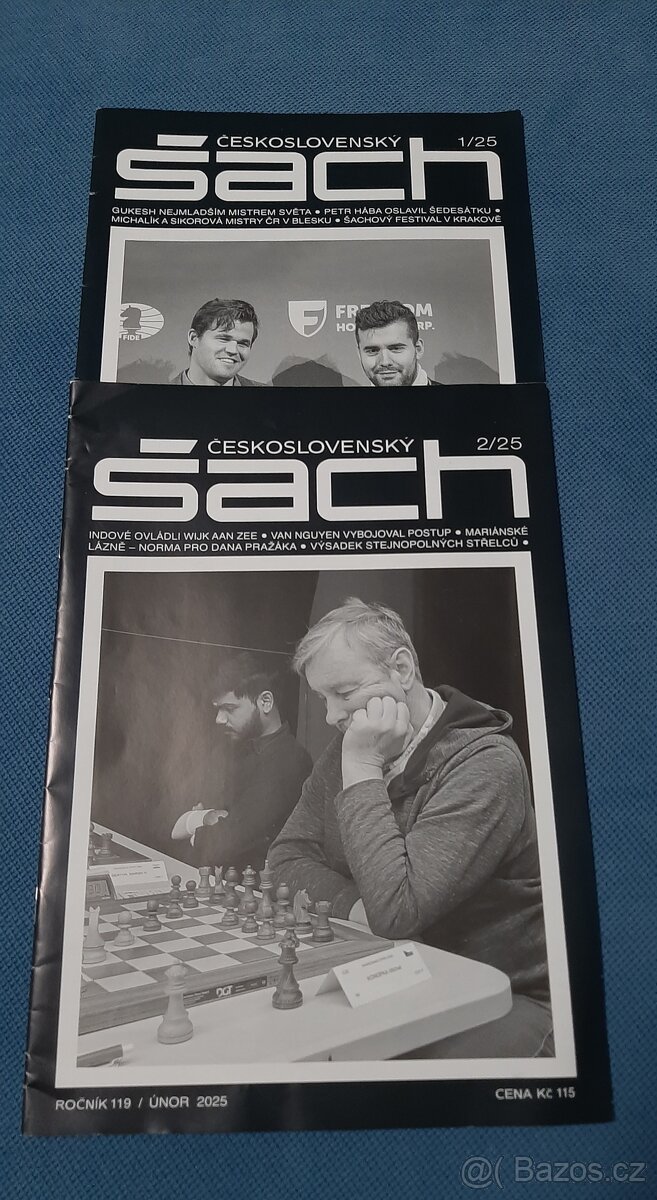 ČESKOSLOVENSKÝ 1/25
šach
GUKESH NEJMLADŠÍM MISTREM SVĚTA • PETR HÁBA OSLAVIL ŠEDESÁTKU •
MICHALÍK A SIKOROVÁ MISTRY ČR V BLESKU • ŠACHOVÝ FESTIVAL V KRAKOVĚ
FIDE
ČESKOSLOVENSKÝ 2/25
šach
INDOVÉ OVLÁDLI WIJK AAN ZEE • VAN NGUYEN VYBOJOVAL POSTUP • MARIÁNSKÉ
LÁZNĚ – NORMA PRO DANA PRAŽÁKA • VÝSADEK STEJNOPOLNÝCH STŘELCŮ •
DGT
ROČNÍK 119 / ÚNOR 2025
CENA Kč 115
Bazos.cz